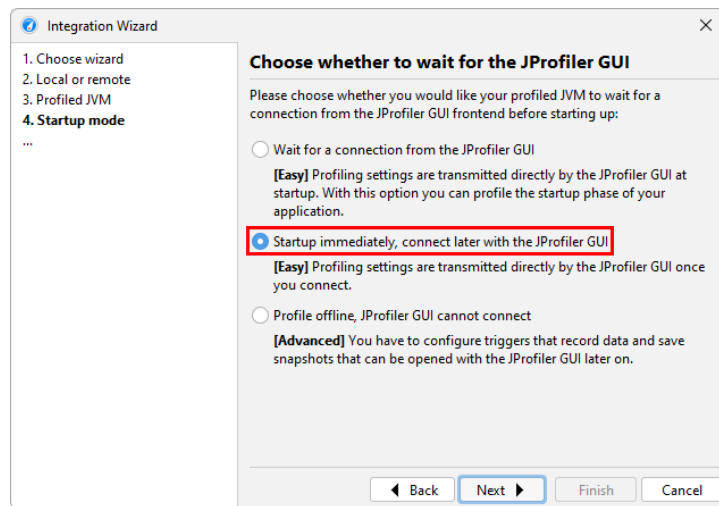 Integration Wizard
1. Choose wizard
2. Local or remote
3. Profiled JVM
4. Startup mode
...
Choose whether to wait for the JProfiler GUI
Please choose whether you would like your profiled JVM to wait for a
connection from the JProfiler GUI frontend before starting up:
Wait for a connection from the JProfiler GUI
[Easy] Profiling settings are transmitted directly by the JProfiler GUI at
startup. With this option you can profile the startup phase of your
application.
Startup immediately, connect later with the JProfiler GUI
[Easy] Profiling settings are transmitted directly by the JProfiler GUI once
you connect.
Profile offline, JProfiler GUI cannot connect
[Advanced] You have to configure triggers that record data and save
snapshots that can be opened with the JProfiler GUI later on.
Back Next Finish Cancel